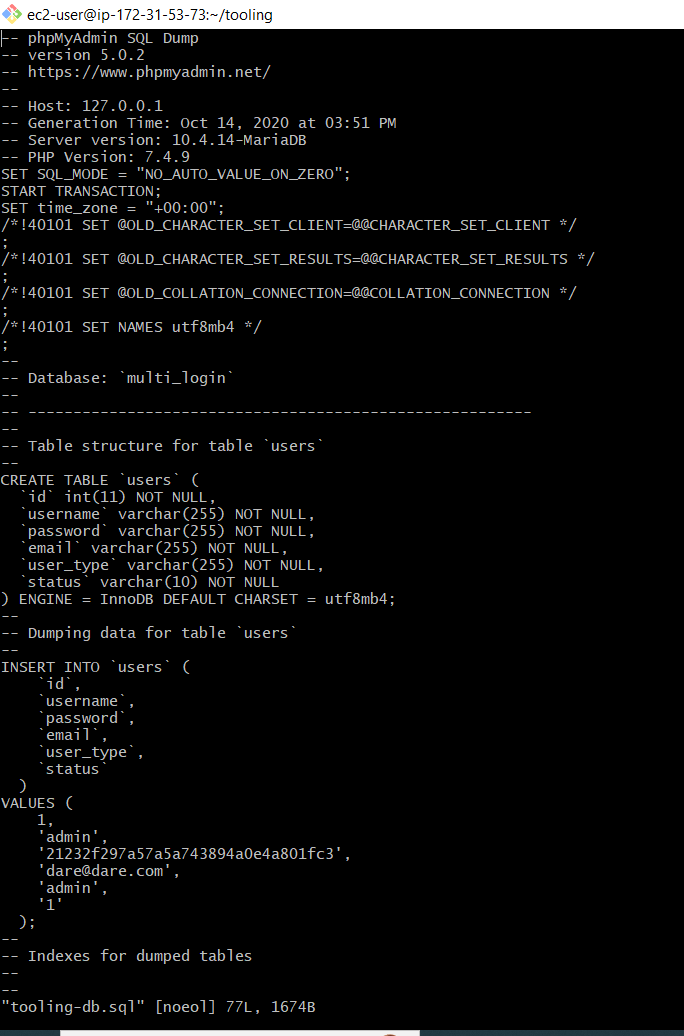 ec2-user@ip-172-31-53-73:~/tooling
-- phpMyAdmin SQL Dump
-- version 5.0.2
-- https://www.phpmyadmin.net/
--
-- Host: 127.0.0.1
-- Generation Time: Oct 14, 2020 at 03:51 PM
-- Server version: 10.4.14-MariaDB
-- PHP Version: 7.4.9
SET SQL_MODE = "NO_AUTO_VALUE_ON_ZERO";
START TRANSACTION;
SET time_zone = "+00:00";
/*!40101 SET @OLD_CHARACTER_SET_CLIENT=@@CHARACTER_SET_CLIENT */
;
/*!40101 SET @OLD_CHARACTER_SET_RESULTS=@@CHARACTER_SET_RESULTS */
;
/*!40101 SET @OLD_COLLATION_CONNECTION=@@COLLATION_CONNECTION */
;
/*!40101 SET NAMES utf8mb4 */
;
--
-- Database: `multi_login`
--
-- --------------------------------------------------------
--
-- Table structure for table `users`
--
CREATE TABLE `users` (
  `id` int(11) NOT NULL,
  `username` varchar(255) NOT NULL,
  `password` varchar(255) NOT NULL,
  `email` varchar(255) NOT NULL,
  `user_type` varchar(255) NOT NULL,
  `status` varchar(10) NOT NULL
) ENGINE = InnoDB DEFAULT CHARSET = utf8mb4;
--
-- Dumping data for table `users`
--
INSERT INTO `users` (
    `id`,
    `username`,
    `password`,
    `email`,
    `user_type`,
    `status`
  )
VALUES (
    1,
    'admin',
    '21232f297a57a5a743894a0e4a801fc3',
    'dare@dare.com',
    'admin',
    '1'
  );
--
-- Indexes for dumped tables
--
--
"tooling-db.sql" [noeol] 77L, 1674B